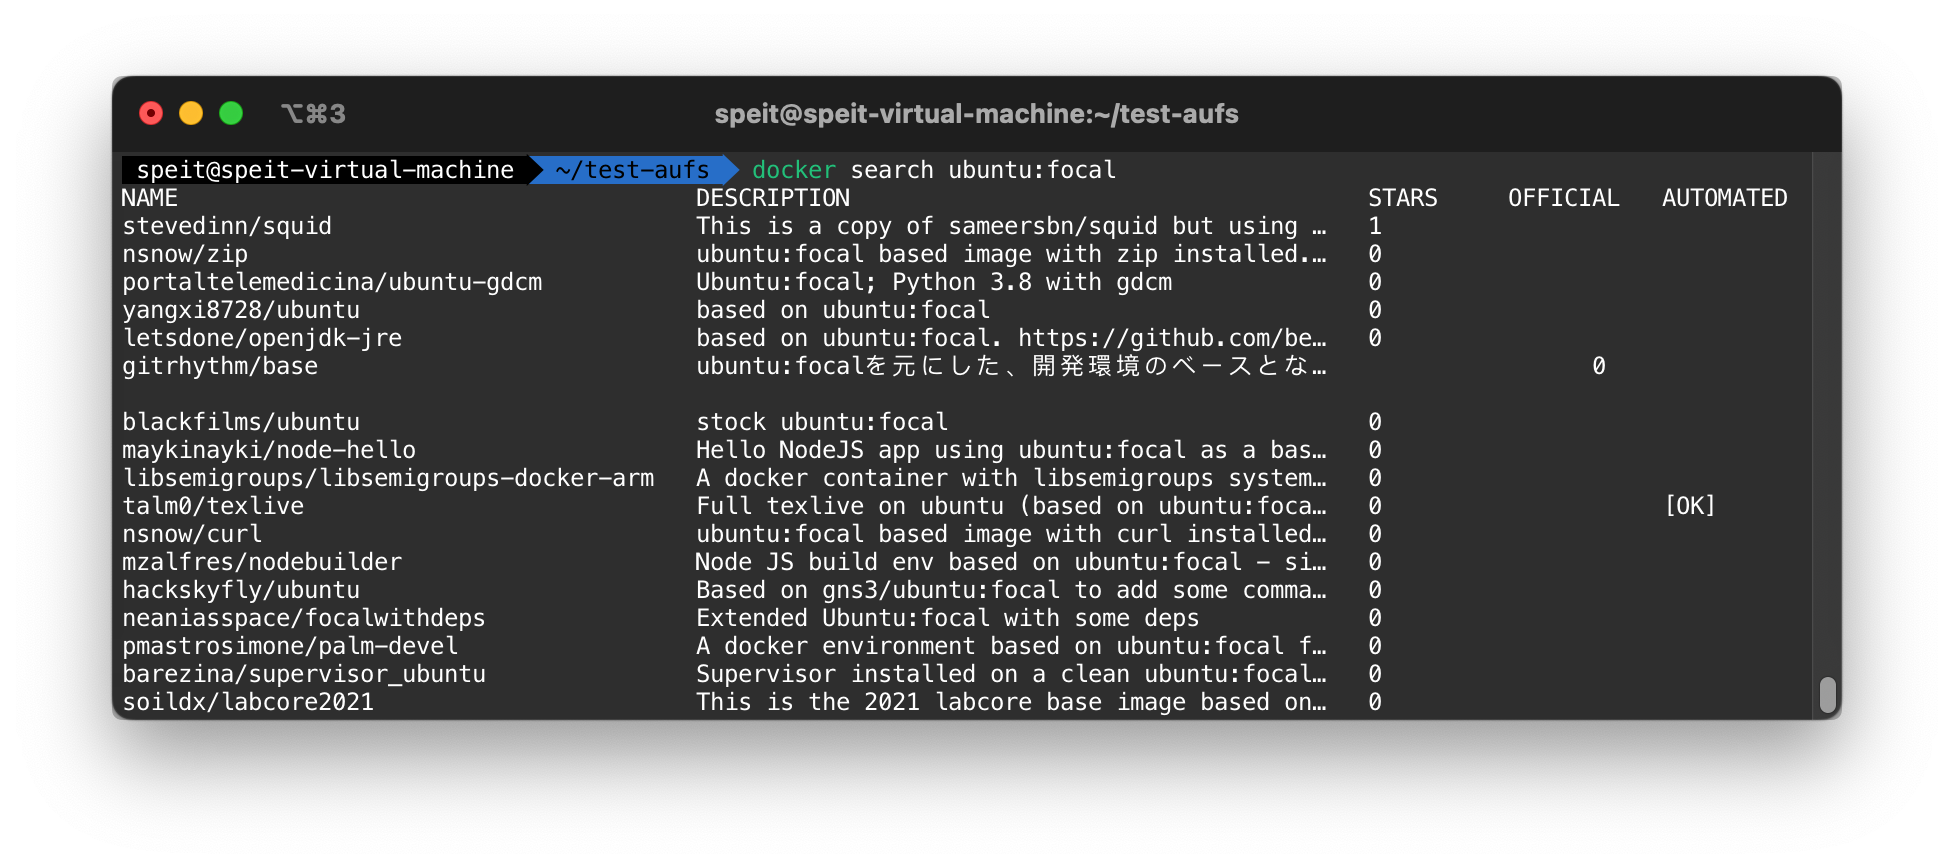 ⌥⌘3 speit@speit-virtual-machine:~/test-aufs
speit@speit-virtual-machine ~/test-aufs docker search ubuntu:focal
NAME DESCRIPTION STARS OFFICIAL AUTOMATED
stevedinn/squid This is a copy of sameersbn/squid but using … 1
nsnow/zip ubuntu:focal based image with zip installed.… 0
portaltelemedicina/ubuntu-gdcm Ubuntu:focal; Python 3.8 with gdcm 0
yangxi8728/ubuntu based on ubuntu:focal 0
letsdone/openjdk-jre based on ubuntu:focal. https://github.com/be… 0
gitrhythm/base ubuntu:focalを元にした、開発環境のベースとな… 0
blackfilms/ubuntu stock ubuntu:focal 0
maykinayki/node-hello Hello NodeJS app using ubuntu:focal as a bas… 0
libsemigroups/libsemigroups-docker-arm A docker container with libsemigroups system… 0
talm0/texlive Full texlive on ubuntu (based on ubuntu:foca… 0 [OK]
nsnow/curl ubuntu:focal based image with curl installed… 0
mzalfres/nodebuilder Node JS build env based on ubuntu:focal - si… 0
hackskyfly/ubuntu Based on gns3/ubuntu:focal to add some comma… 0
neaniasspace/focalwithdeps Extended Ubuntu:focal with some deps 0
pmastrosimone/palm-devel A docker environment based on ubuntu:focal f… 0
barezina/supervisor_ubuntu Supervisor installed on a clean ubuntu:focal… 0
soildx/labcore2021 This is the 2021 labcore base image based on… 0